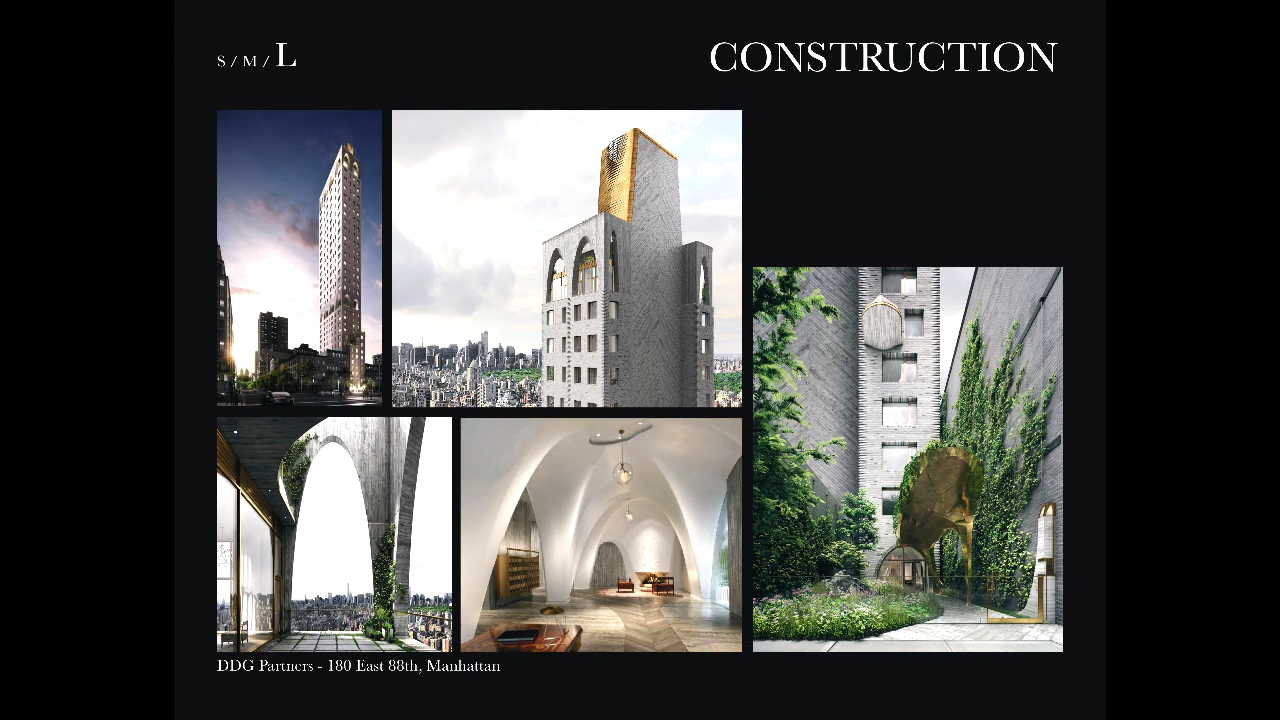 S / M / L
CONSTRUCTION
DDG Partners - 180 East 88th, Manhattan